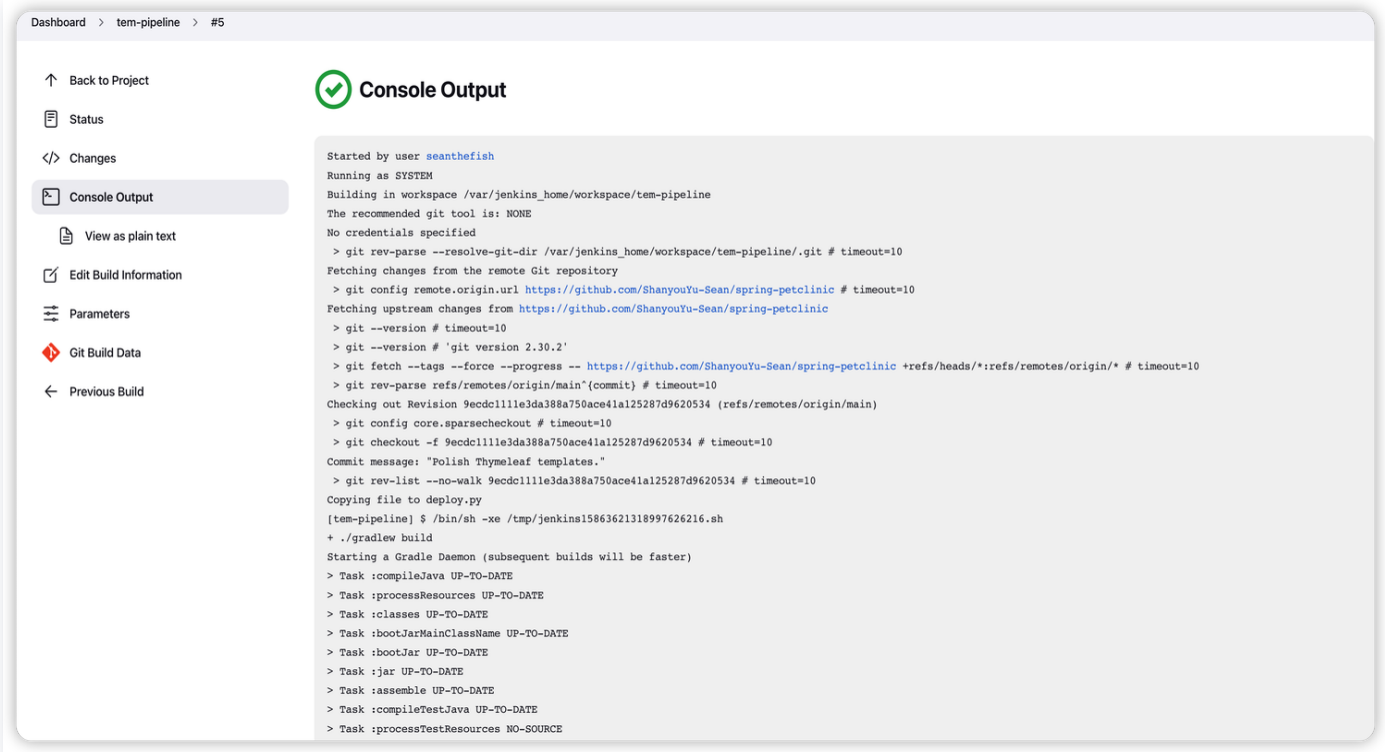 Dashboard > tem-pipeline > #5
Back to Project
Status
Changes
Console Output
View as plain text
Edit Build Information
Parameters
Git Build Data
Previous Build
Console Output
Started by user seanthefish
Running as SYSTEM
Building in workspace /var/jenkins_home/workspace/tem-pipeline
The recommended git tool is: NONE
No credentials specified
 > git rev-parse --resolve-git-dir /var/jenkins_home/workspace/tem-pipeline/.git # timeout=10
Fetching changes from the remote Git repository
 > git config remote.origin.url https://github.com/ShanyouYu-Sean/spring-petclinic # timeout=10
Fetching upstream changes from https://github.com/ShanyouYu-Sean/spring-petclinic
 > git --version # timeout=10
 > git --version # 'git version 2.30.2'
 > git fetch --tags --force --progress -- https://github.com/ShanyouYu-Sean/spring-petclinic +refs/heads/*:refs/remotes/origin/* # timeout=10
 > git rev-parse refs/remotes/origin/main^{commit} # timeout=10
Checking out Revision 9ecdc1111e3da388a750ace41a125287d9620534 (refs/remotes/origin/main)
 > git config core.sparsecheckout # timeout=10
 > git checkout -f 9ecdc1111e3da388a750ace41a125287d9620534 # timeout=10
Commit message: "Polish Thymeleaf templates."
 > git rev-list --no-walk 9ecdc1111e3da388a750ace41a125287d9620534 # timeout=10
Copying file to deploy.py
[tem-pipeline] $ /bin/sh -xe /tmp/jenkins15863621318997626216.sh
+ ./gradlew build
Starting a Gradle Daemon (subsequent builds will be faster)
> Task :compileJava UP-TO-DATE
> Task :processResources UP-TO-DATE
> Task :classes UP-TO-DATE
> Task :bootJarMainClassName UP-TO-DATE
> Task :bootJar UP-TO-DATE
> Task :jar UP-TO-DATE
> Task :assemble UP-TO-DATE
> Task :compileTestJava UP-TO-DATE
> Task :processTestResources NO-SOURCE